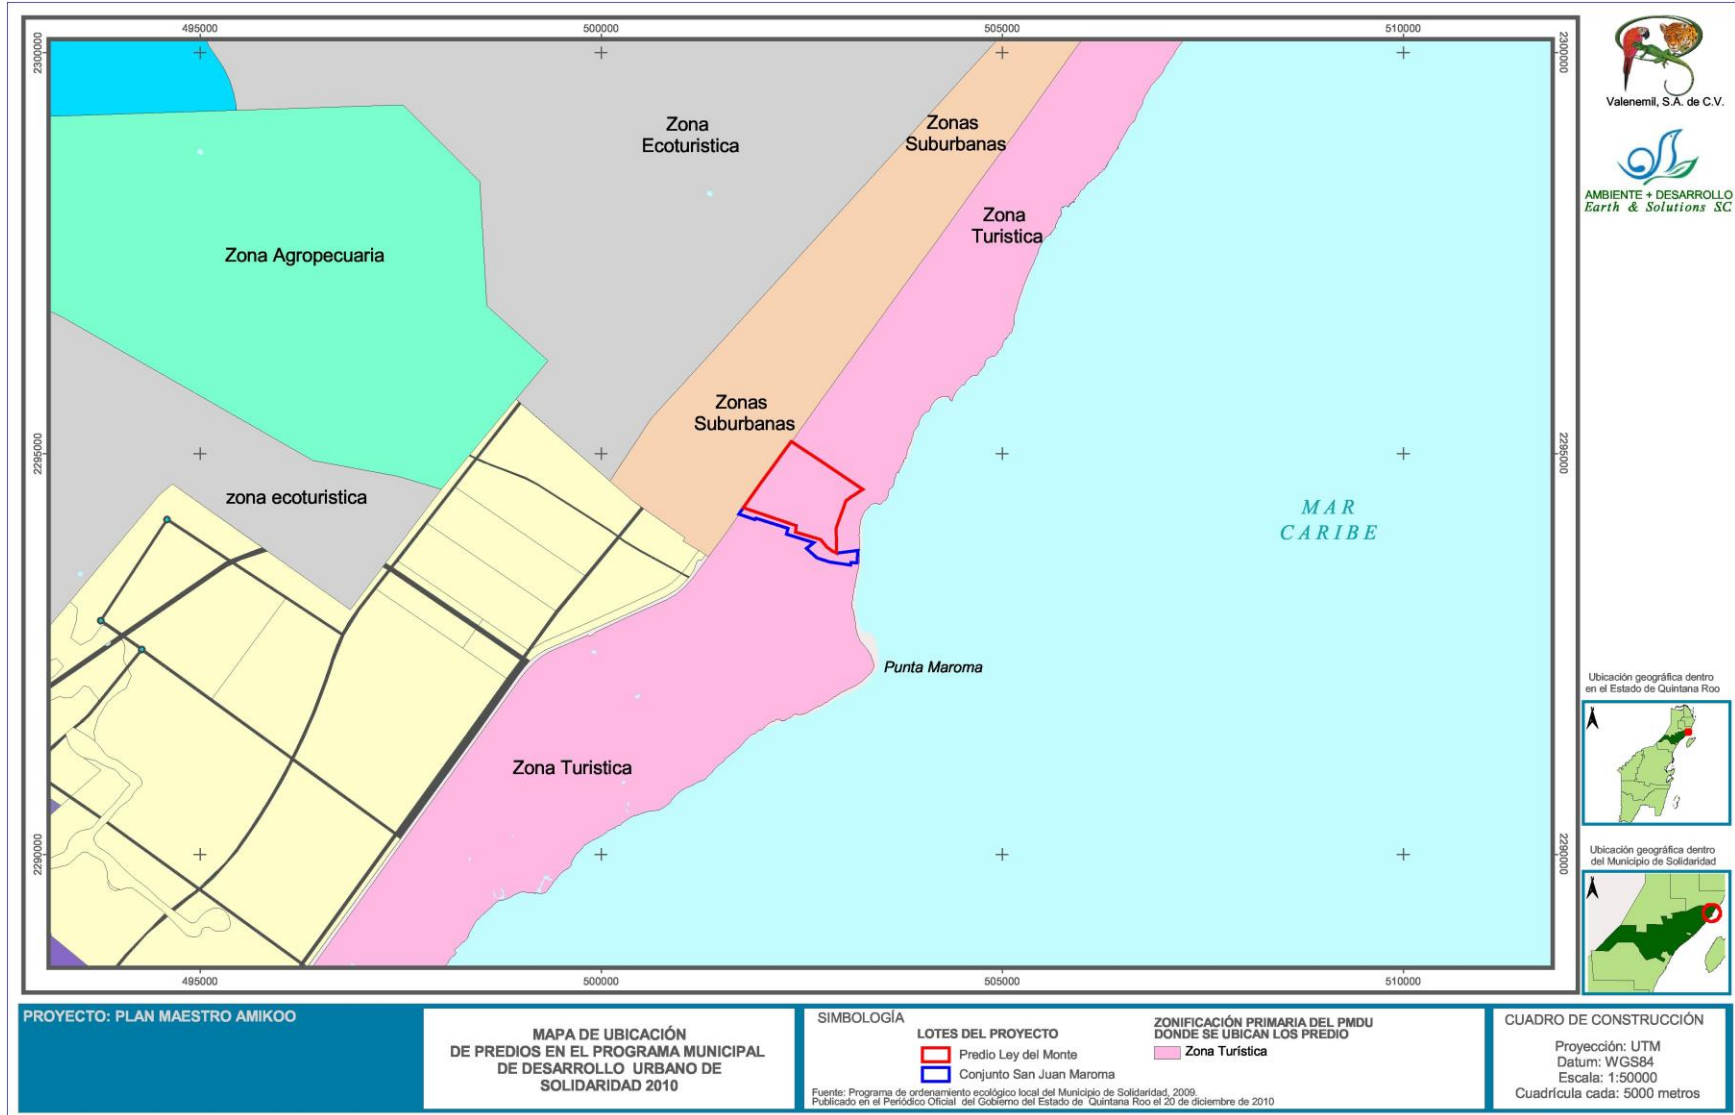 495000
500000
505000
510000
2300000
2300000
Valenemil, S.A. de C.V.
AMBIENTE + DESARROLLO
Earth & Solutions SC
Zona
Ecoturistica
Zonas
Suburbanas
Zona
Turistica
Zona Agropecuaria
Zonas
Suburbanas
2295000
2295000
zona ecoturistica
MAR
CARIBE
Punta Maroma
Zona Turistica
2290000
2290000
495000
500000
505000
510000
Ubicación geográfica dentro
en el Estado de Quintana Roo
Ubicación geográfica dentro
del Municipio de Solidaridad
PROYECTO: PLAN MAESTRO AMIKOO
MAPA DE UBICACIÓN
DE PREDIOS EN EL PROGRAMA MUNICIPAL
DE DESARROLLO URBANO DE
SOLIDARIDAD 2010
SIMBOLOGÍA
LOTES DEL PROYECTO
Predio Ley del Monte
Conjunto San Juan Maroma
ZONIFICACIÓN PRIMARIA DEL PMDU
DONDE SE UBICAN LOS PREDIO
Zona Turística
Fuente: Programa de ordenamiento ecológico local del Municipio de Solidaridad, 2009.
Publicado en el Periódico Oficial del Gobierno del Estado de Quintana Roo el 20 de diciembre de 2010
CUADRO DE CONSTRUCCIÓN
Proyección: UTM
Datum: WGS84
Escala: 1:50000
Cuadrícula cada: 5000 metros